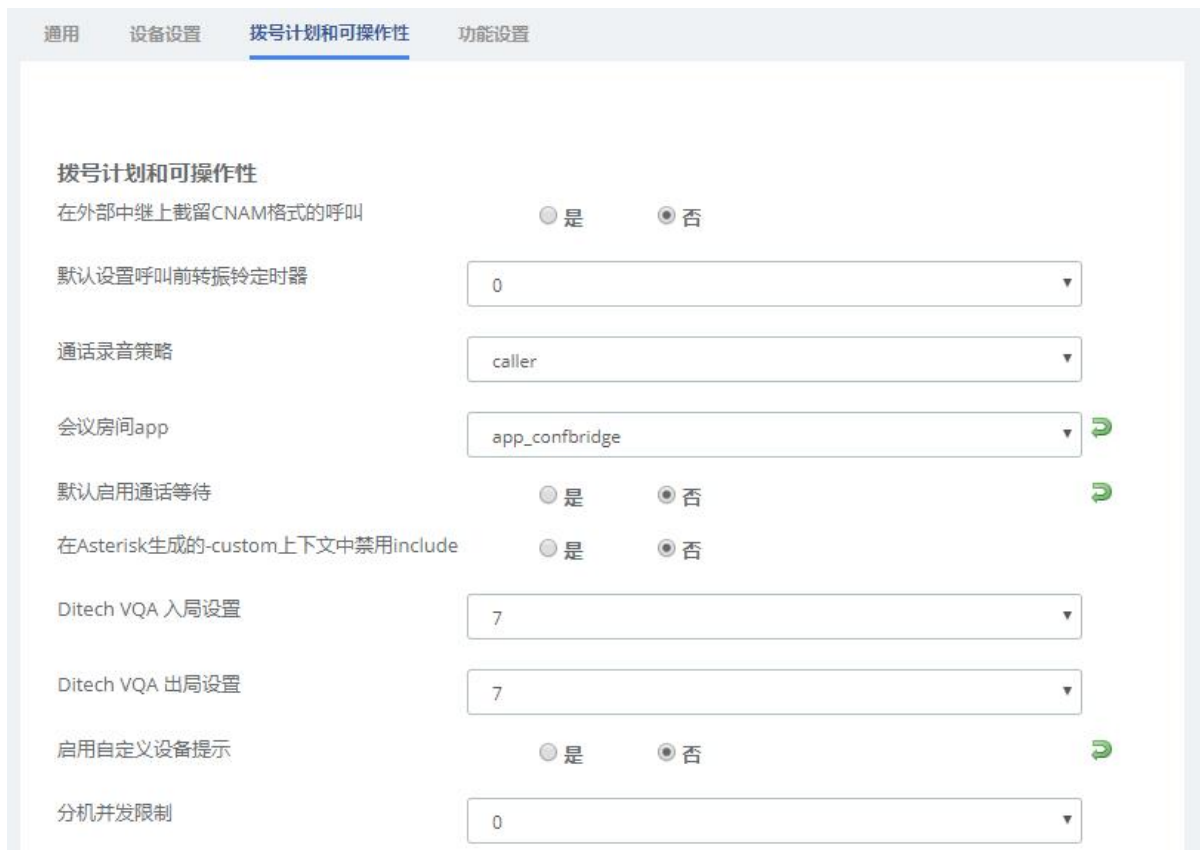 通用 设备设置 拨号计划和可操作性 功能设置
拨号计划和可操作性
在外部中继上截留CNAM格式的呼叫 是 否
默认设置呼叫前转振铃定时器 0
通话录音策略 caller
会议房间app app_confbridge
默认启用通话等待 是 否
在Asterisk生成的-custom上下文中禁用include 是 否
Ditech VQA 入局设置 7
Ditech VQA 出局设置 7
启用自定义设备提示 是 否
分机并发限制 0